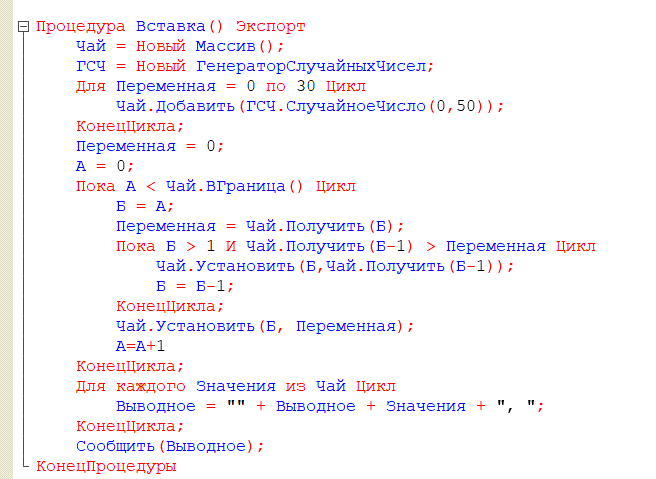 Процедура Вставка() Экспорт
Чай = Новый Массив();
ГСЧ = Новый ГенераторСлучайныхЧисел;
Для Переменная = 0 по 30 Цикл
Чай.Добавить(ГСЧ.СлучайноеЧисло(0,50));
КонецЦикла;
Переменная = 0;
А = 0;
Пока А < Чай.ВГраница() Цикл
Б = А;
Переменная = Чай.Получить(Б);
Пока Б > 1 И Чай.Получить(Б-1) > Переменная Цикл
Чай.Установить(Б,Чай.Получить(Б-1));
Б = Б-1;
КонецЦикла;
Чай.Установить(Б, Переменная);
А=А+1
КонецЦикла;
Для каждого Значения из Чай Цикл
Выводное = "" + Выводное + Значения + ", ";
КонецЦикла;
Сообщить(Выводное);
КонецПроцедуры